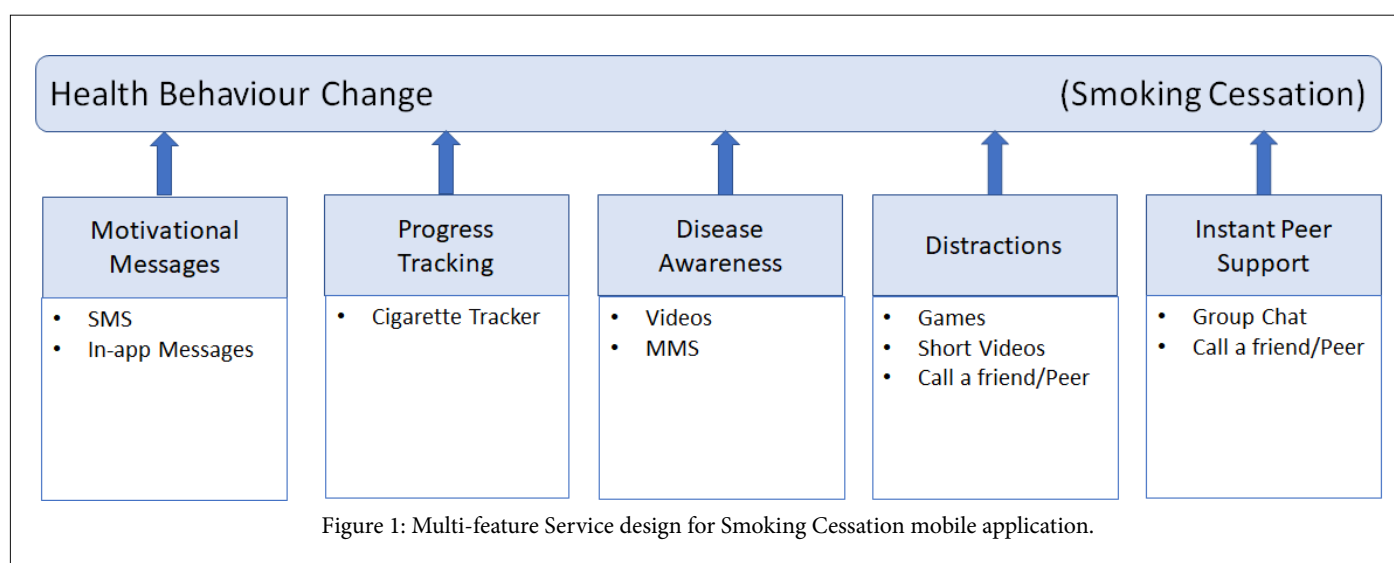 Health Behaviour Change (Smoking Cessation)
Motivational
Messages
• SMS
• In-app Messages
Progress
Tracking
• Cigarette Tracker
Disease
Awareness
• Videos
• MMS
Distractions
• Games
• Short Videos
• Call a friend/Peer
Instant Peer
Support
• Group Chat
• Call a friend/Peer
Figure 1: Multi-feature Service design for Smoking Cessation mobile application.